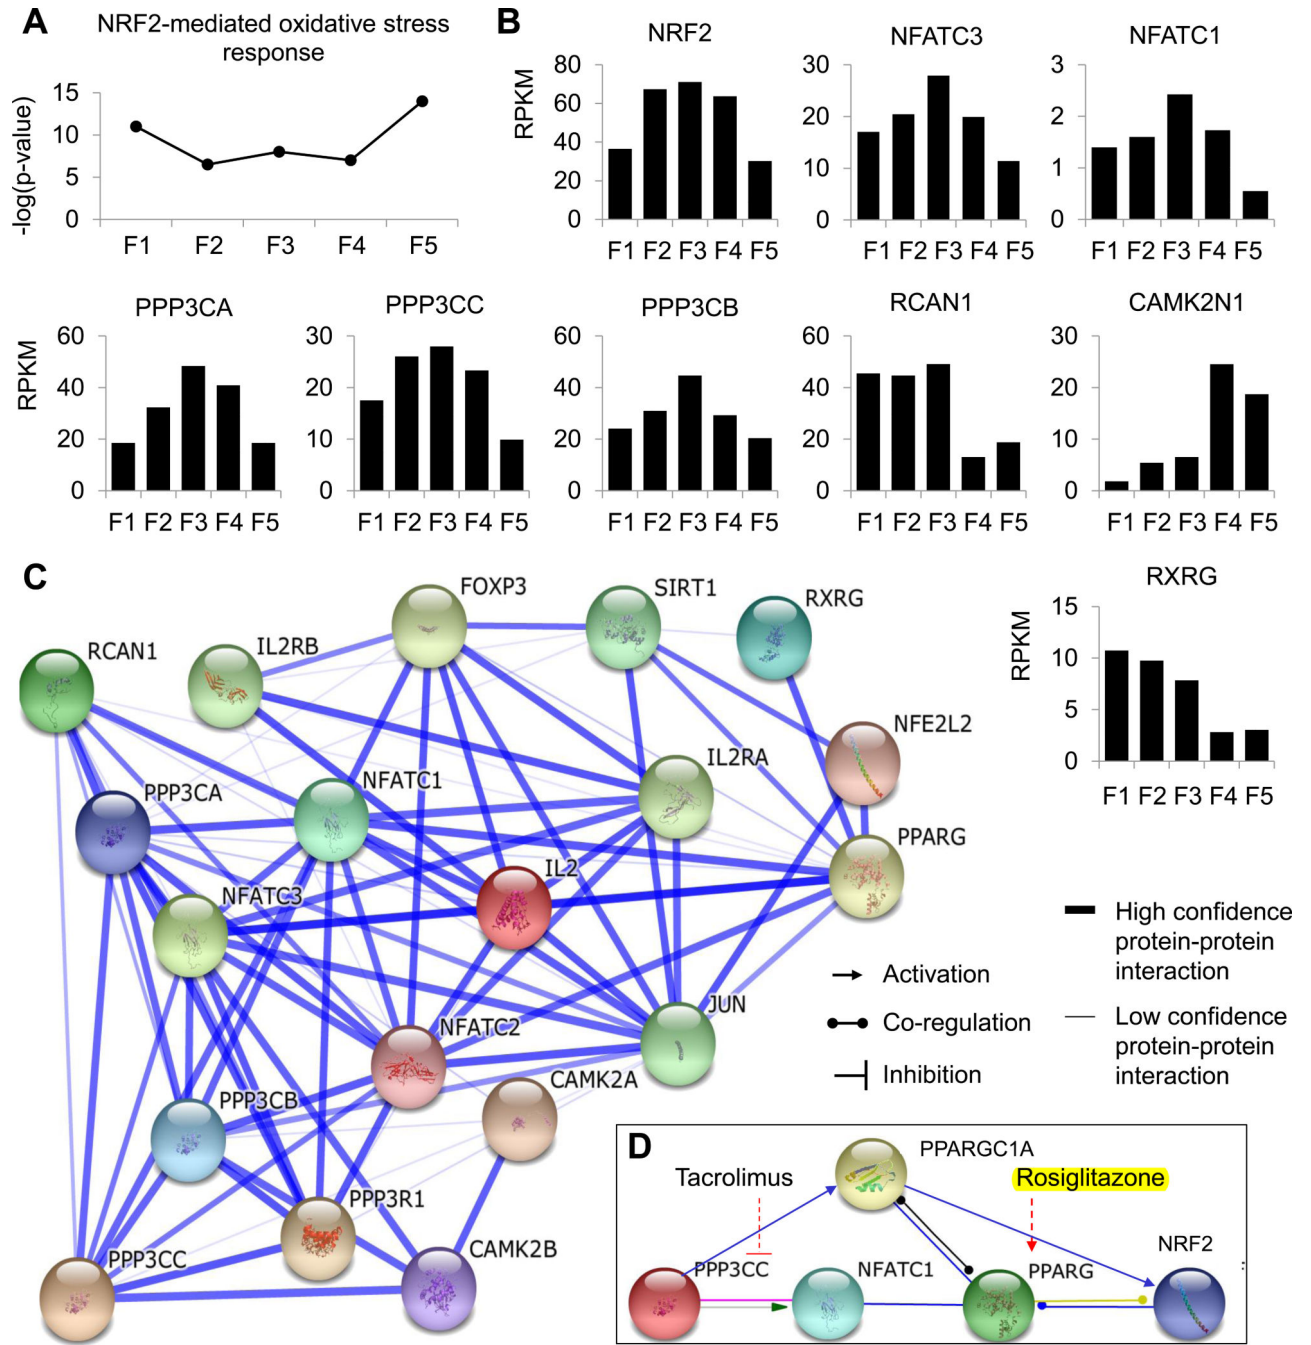 A
NRF2-mediated oxidative stress
response
-log(p-value)
15
10
5
0
F1 F2 F3 F4 F5
B
NRF2
RPKM
80
60
40
20
0
F1 F2 F3 F4 F5
NFATC3
30
20
10
0
F1 F2 F3 F4 F5
NFATC1
3
2
1
0
F1 F2 F3 F4 F5
PPP3CA
RPKM
60
40
20
0
F1 F2 F3 F4 F5
PPP3CC
30
20
10
0
F1 F2 F3 F4 F5
PPP3CB
60
40
20
0
F1 F2 F3 F4 F5
RCAN1
60
40
20
0
F1 F2 F3 F4 F5
CAMK2N1
30
20
10
0
F1 F2 F3 F4 F5
RXRG
RPKM
15
10
5
0
F1 F2 F3 F4 F5
C
FOXP3
SIRT1
RXRG
RCAN1
IL2RB
NFE2L2
IL2RA
NFATC1
PPP3CA
PPARG
IL2
NFATC3
JUN
NFATC2
CAMK2A
PPP3CB
PPP3R1
PPP3CC
CAMK2B
Activation
Co-regulation
Inhibition
High confidence
protein-protein
interaction
Low confidence
protein-protein
interaction
D
PPARGC1A
Tacrolimus
Rosiglitazone
NRF2
PPP3CC
NFATC1
PPARG
: